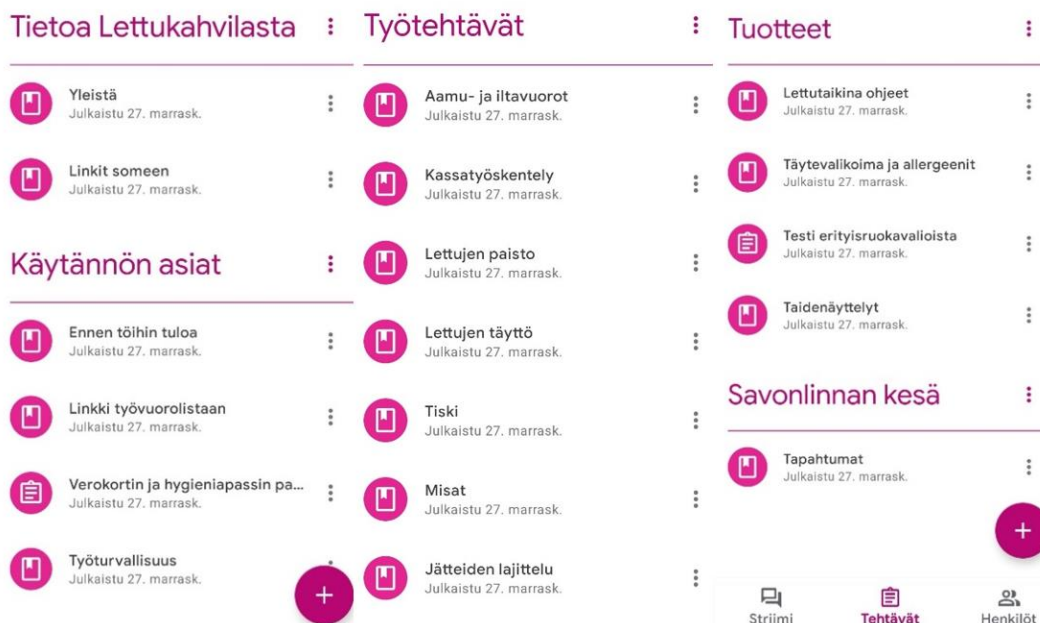 Tietoa Lettukahvilasta
Yleistä
Julkaistu 27. marrask.
Linkit someen
Julkaistu 27. marrask.
Käytännön asiat
Ennen töihin tuloa
Julkaistu 27. marrask.
Linkki työvuorolistaan
Julkaistu 27. marrask.
Verokortin ja hygieniapassin pa...
Julkaistu 27. marrask.
Työturvallisuus
Julkaistu 27. marrask.
Työtehtävät
Aamu- ja iltavuorot
Julkaistu 27. marrask.
Kassatyöskentely
Julkaistu 27. marrask.
Lettujen paisto
Julkaistu 27. marrask.
Lettujen täyttö
Julkaistu 27. marrask.
Tiski
Julkaistu 27. marrask.
Misat
Julkaistu 27. marrask.
Jätteiden lajittelu
Julkaistu 27. marrask.
Tuotteet
Lettutaikina ohjeet
Julkaistu 27. marrask.
Täytevalikoima ja allergeenit
Julkaistu 27. marrask.
Testi erityisruokavalioista
Julkaistu 27. marrask.
Taidenäyttelyt
Julkaistu 27. marrask.
Savonlinnan kesä
Tapahtumat
Julkaistu 27. marrask.
Striimi Tehtävät Henkilöt